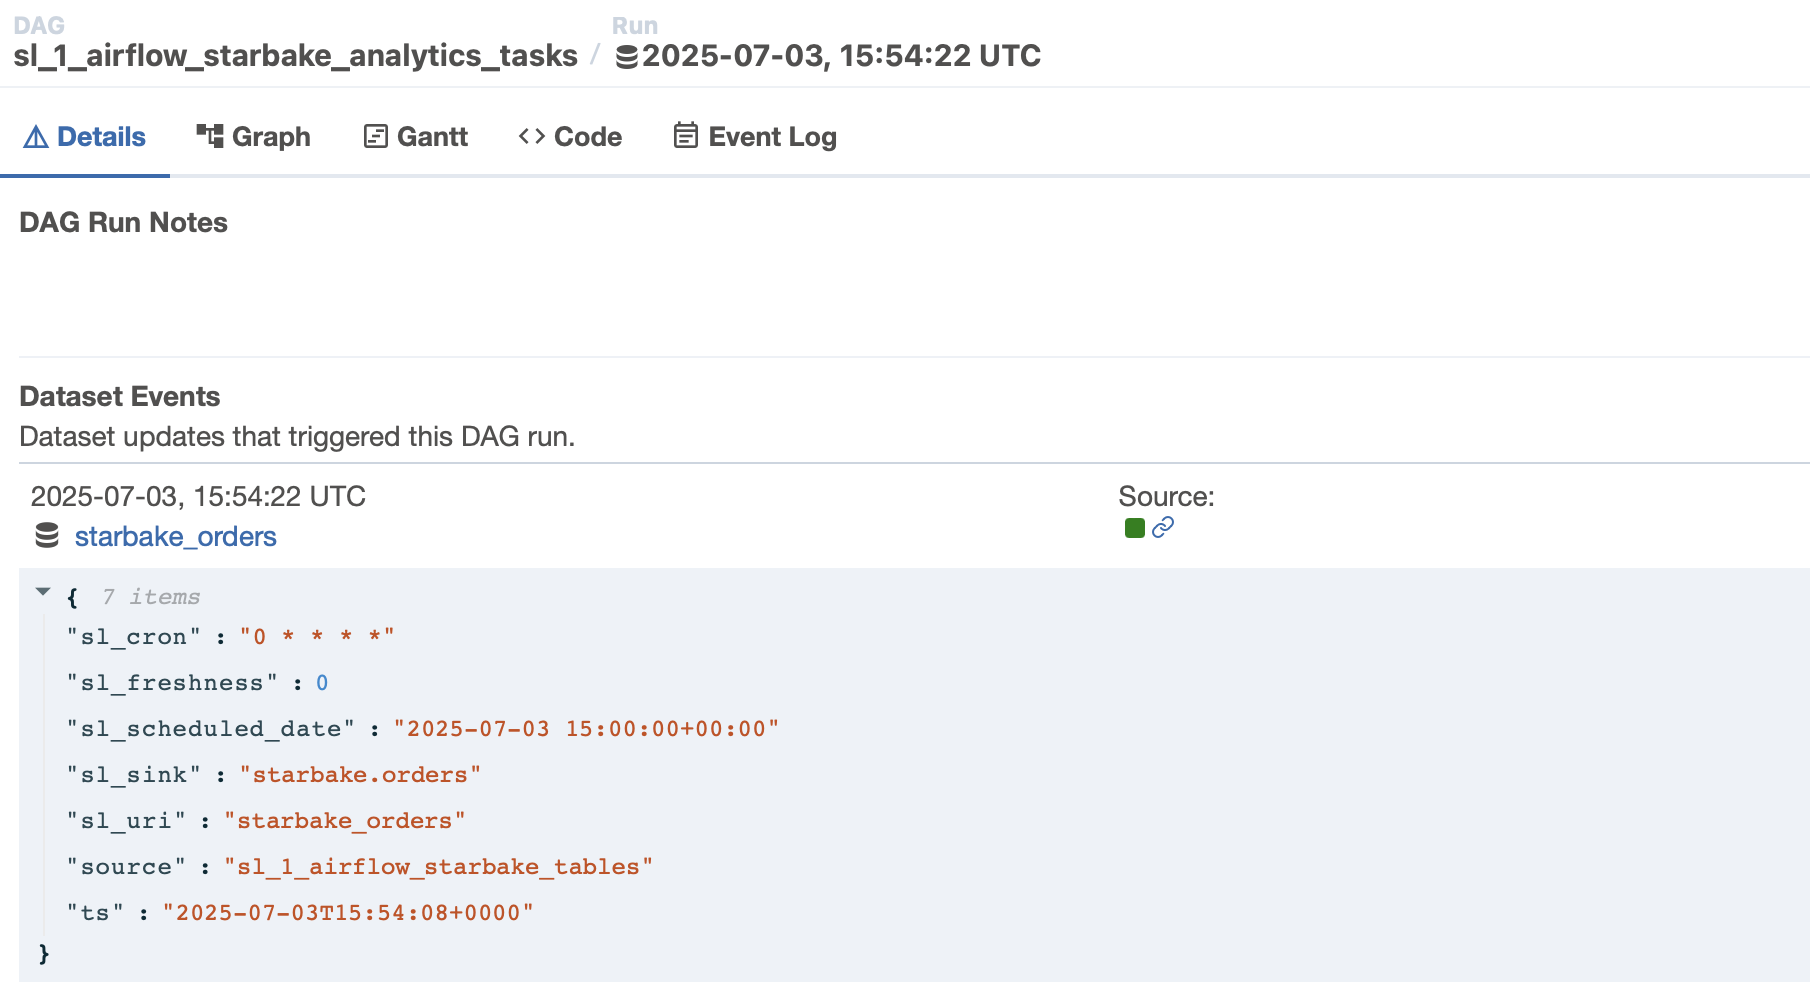 DAG
Run
sl_1_airflow_starbake_analytics_tasks / 2025-07-03, 15:54:22 UTC
Details Graph Gantt Code Event Log
DAG Run Notes
Dataset Events
Dataset updates that triggered this DAG run.
2025-07-03, 15:54:22 UTC
Source:
starbake_orders
{ 7 items
"sl_cron" : "0 * * * *"
"sl_freshness" : 0
"sl_scheduled_date" : "2025-07-03 15:00:00+00:00"
"sl_sink" : "starbake.orders"
"sl_uri" : "starbake_orders"
"source" : "sl_1_airflow_starbake_tables"
"ts" : "2025-07-03T15:54:08+0000"
}